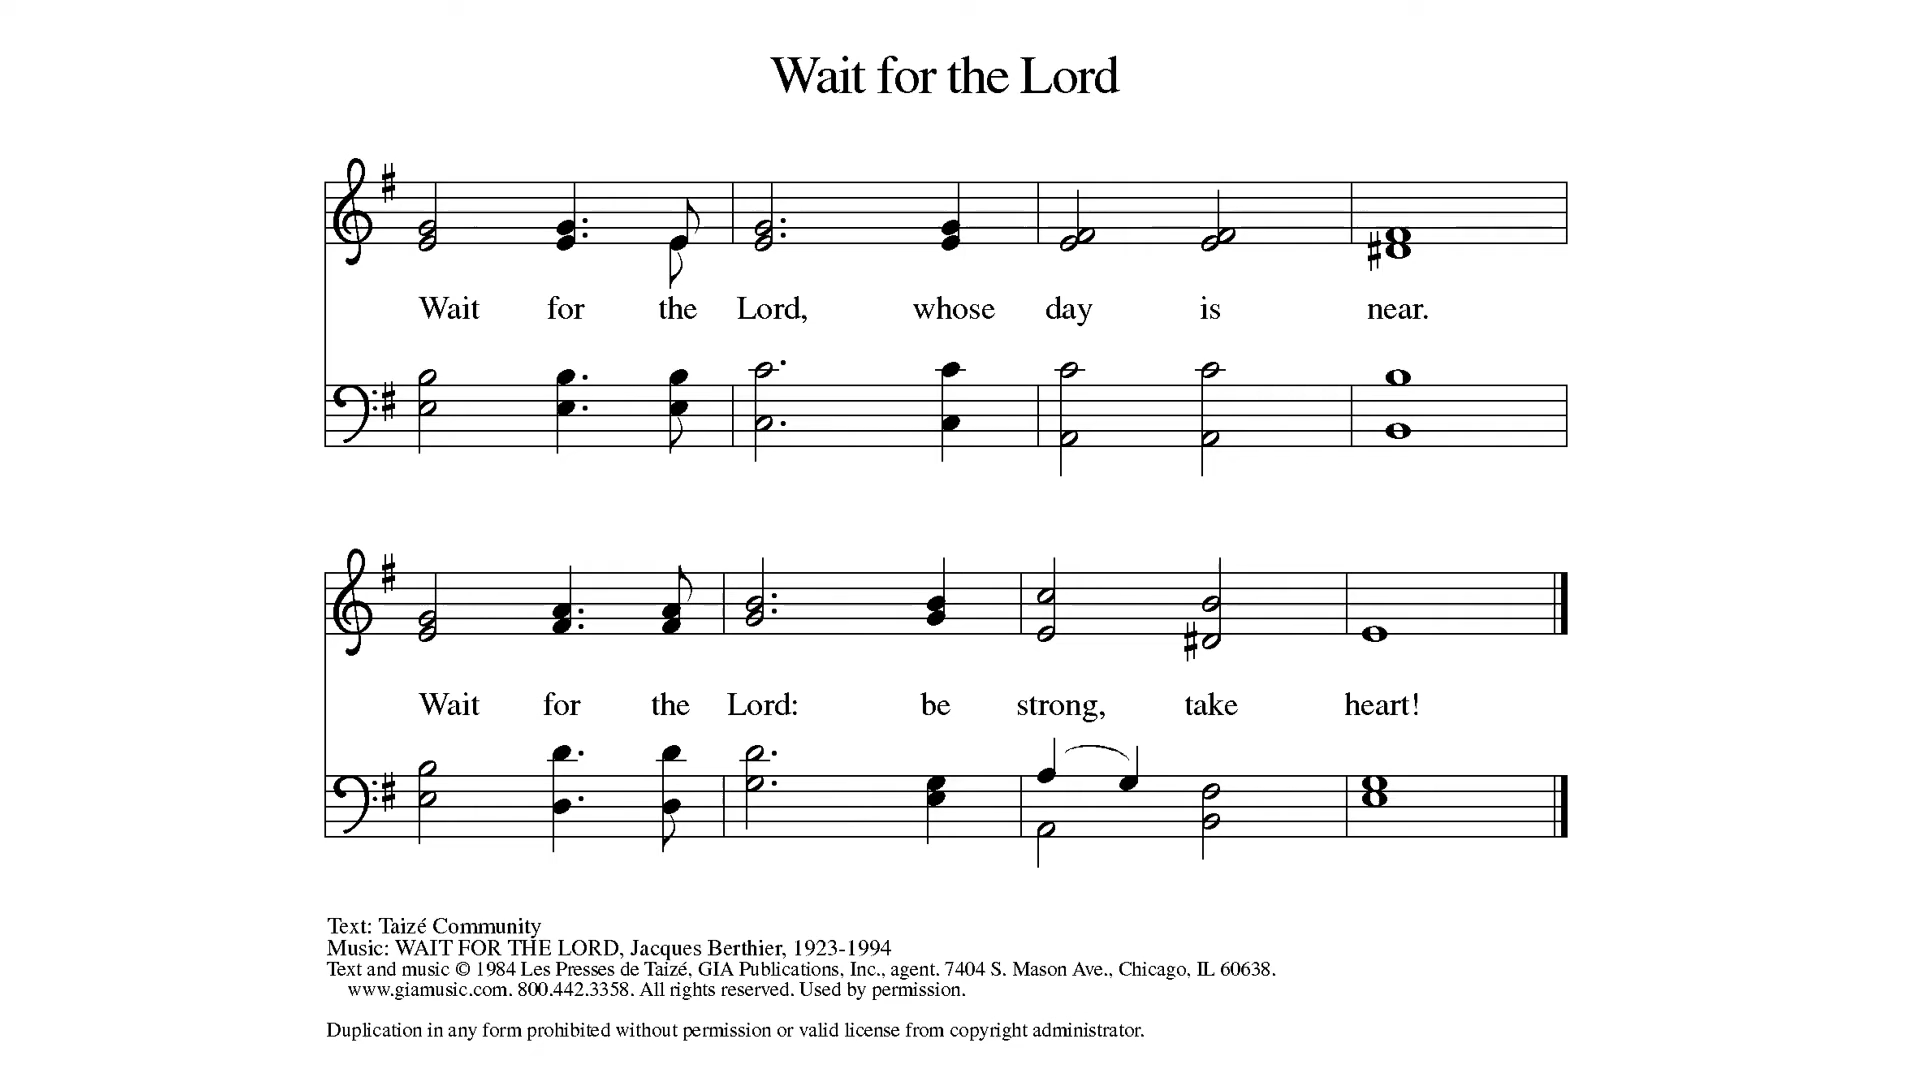 Wait for the Lord
Wait for the Lord, whose day is near.
Wait for the Lord: be strong, take heart!
Text: Taizé Community
Music: WAIT FOR THE LORD, Jacques Berthier, 1923-1994
Text and music © 1984 Les Presses de Taizé, GIA Publications, Inc., agent. 7404 S. Mason Ave., Chicago, IL 60638.
www.giamusic.com. 800.442.3358. All rights reserved. Used by permission.
Duplication in any form prohibited without permission or valid license from copyright administrator.